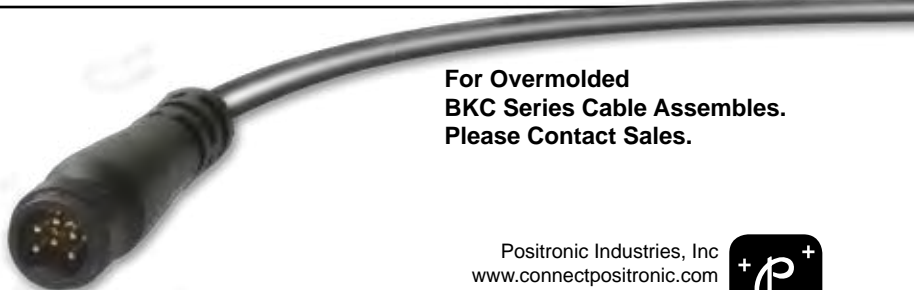 For Overmolded
BKC Series Cable Assembles.
Please Contact Sales.
Positronic Industries, Inc
www.connectpositronic.com
+ p +